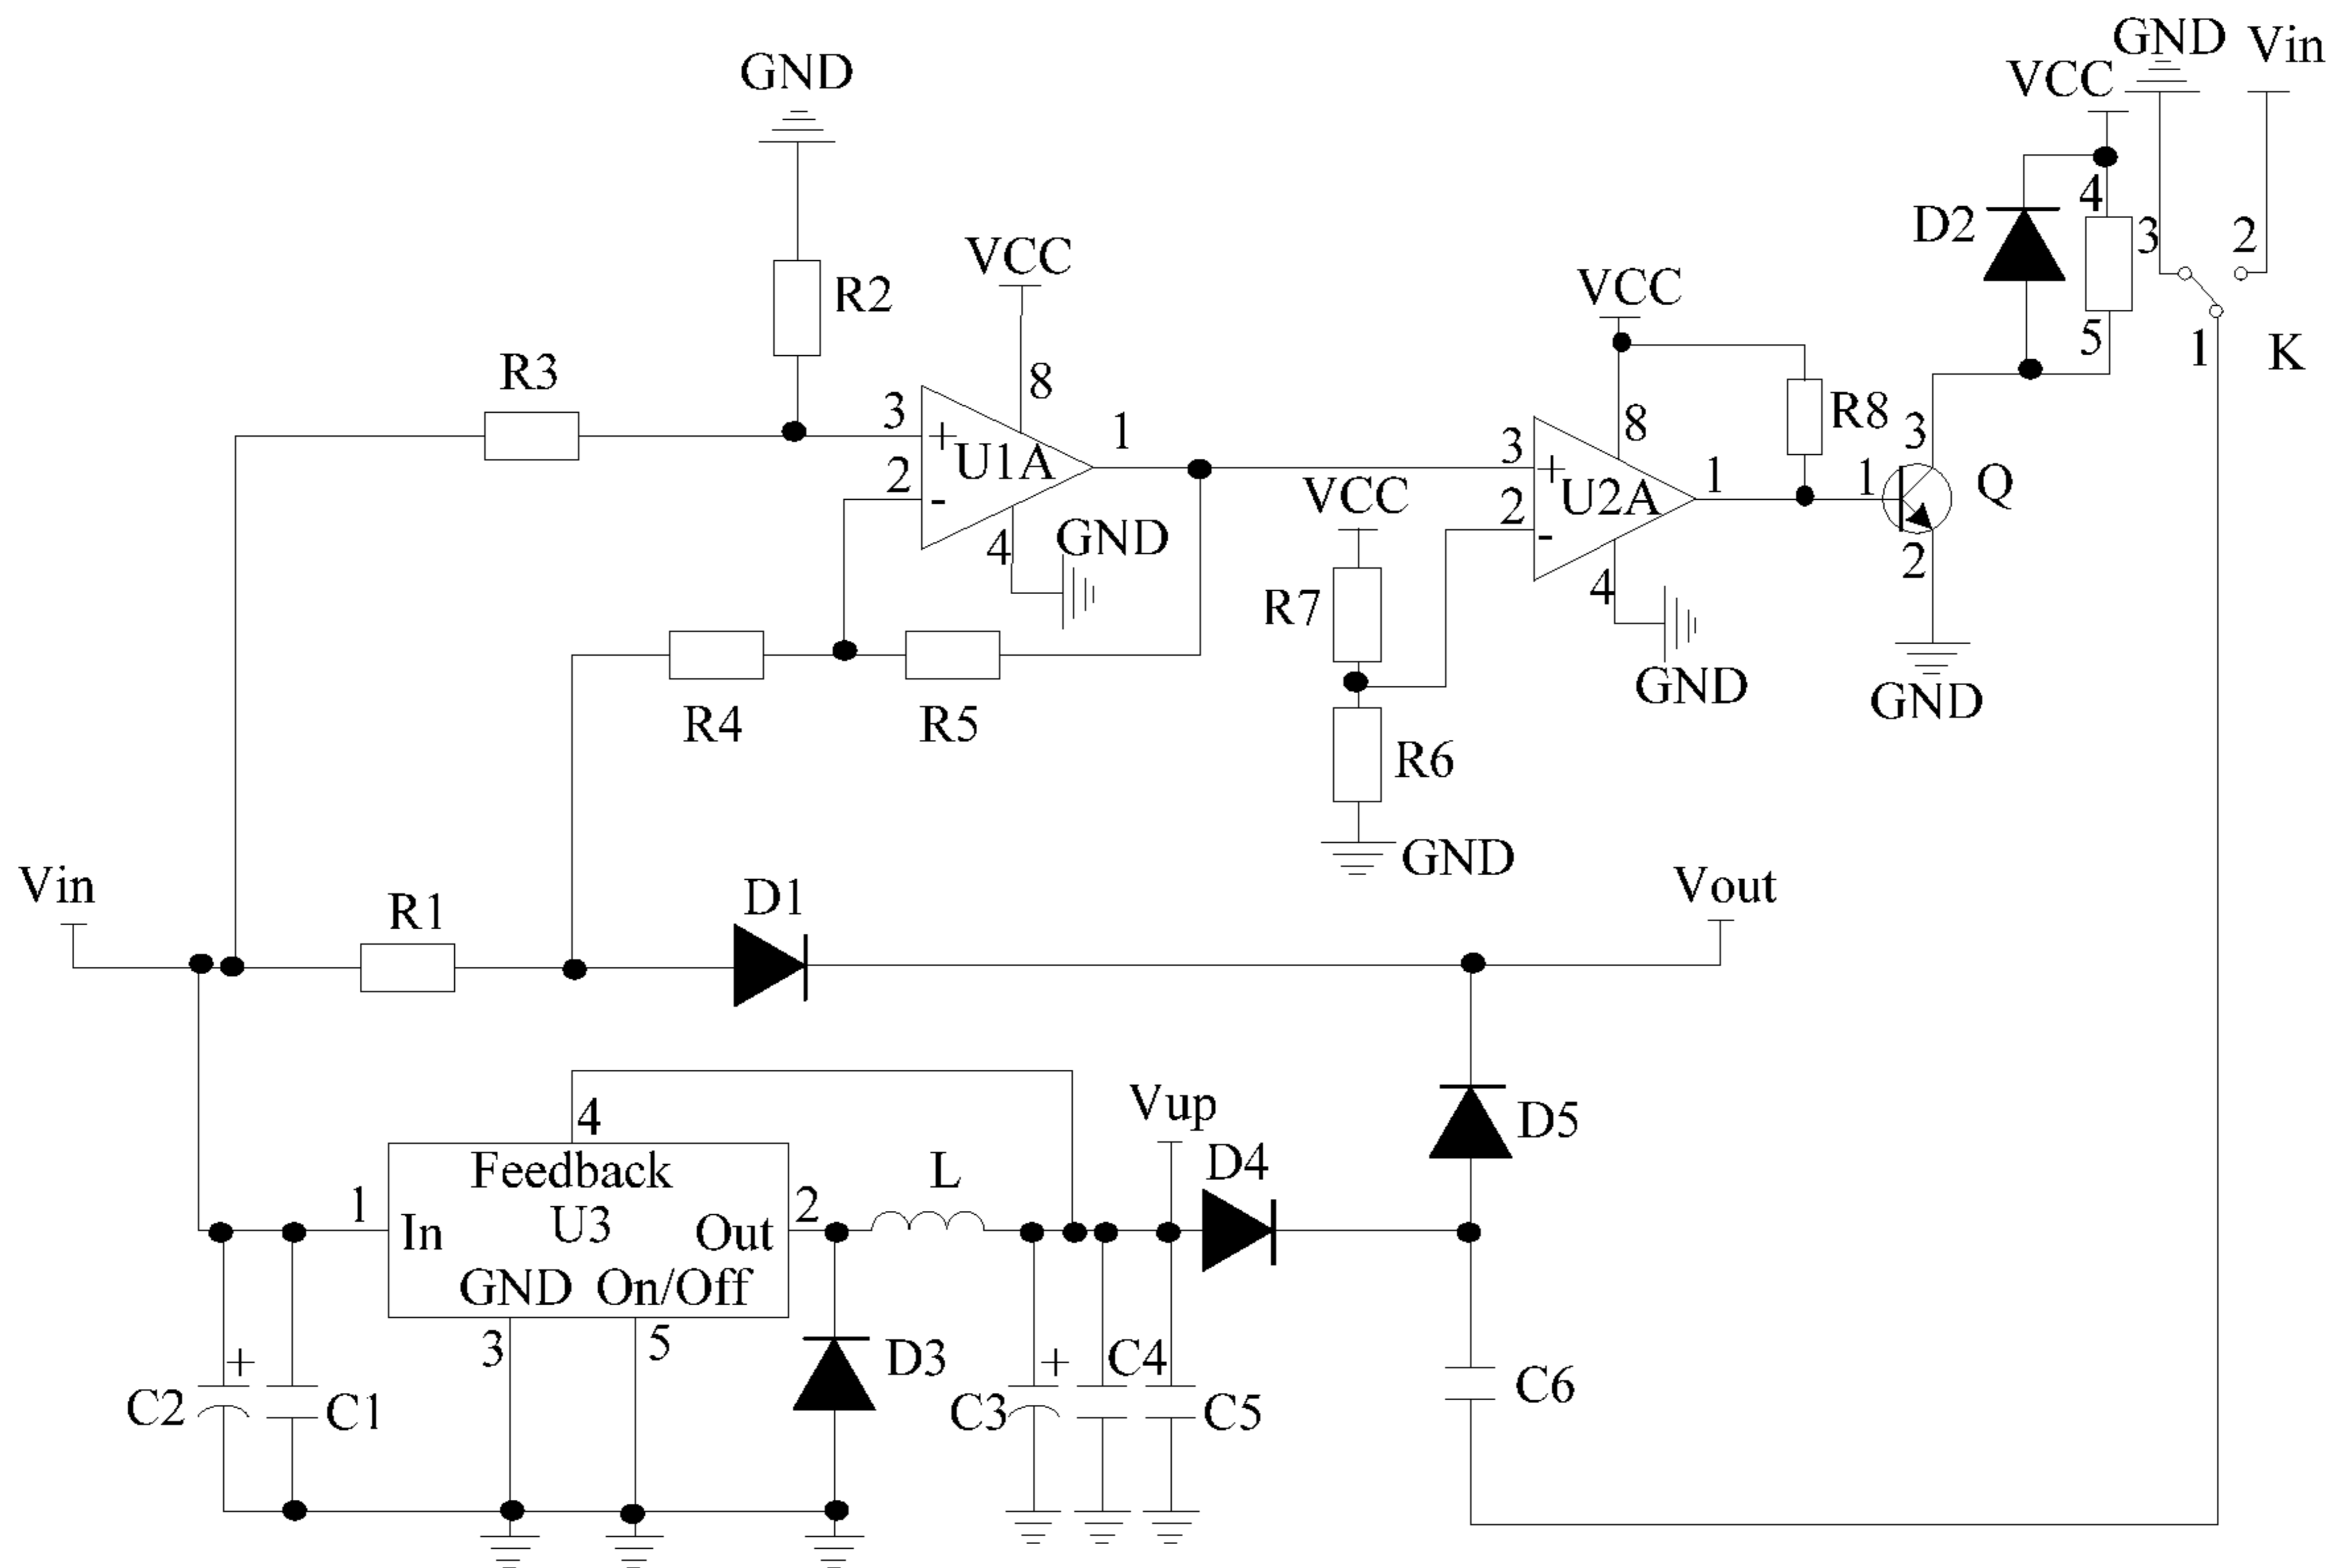 GND Vin
VCC
GND
4
D2
3 2
VCC
R2
VCC
5
1 K
R3
8
R8
3
1
8
3
+
U1A
2
-
3
+
U2A
1
1
Q
VCC
2
-
4
GND
2
R7
4
GND
GND
R4
R5
R6
GND
Vin
R1
D1
Vout
4
Vup
D5
Feedback
L
D4
1
In
U3
Out
2
GND On/Off
3
5
+
D3
+
C4
C2
C1
C3
C5
C6